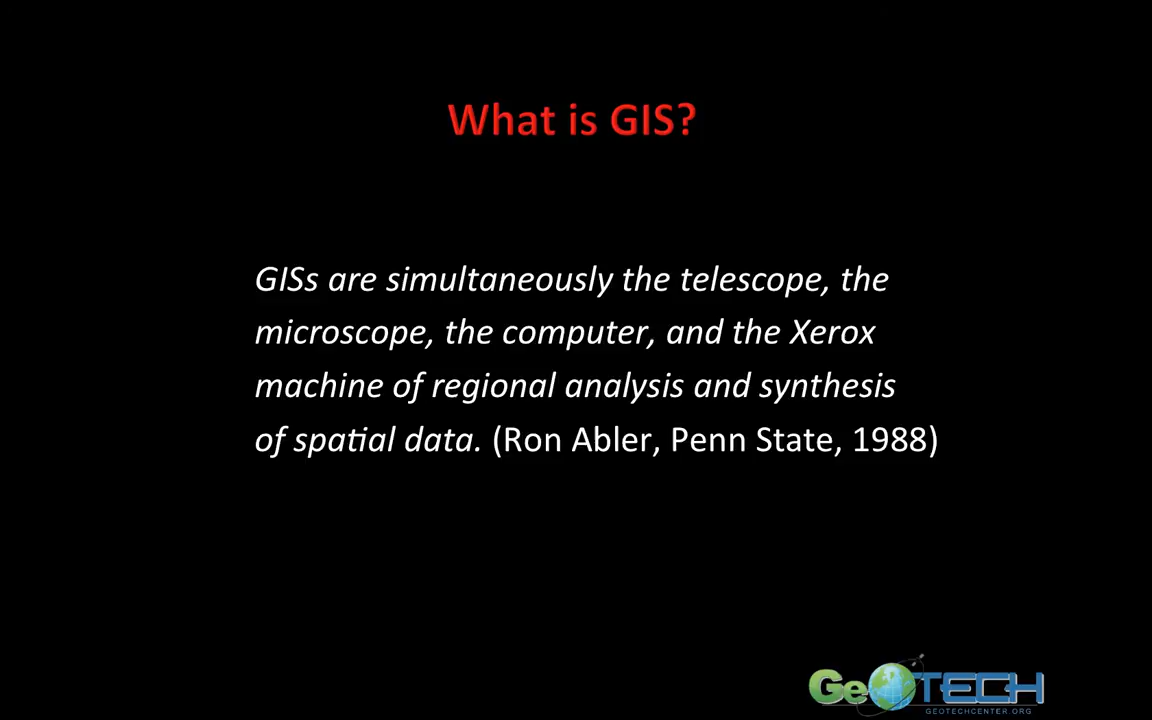 What is GIS?
GISs are simultaneously the telescope, the
microscope, the computer, and the Xerox
machine of regional analysis and synthesis
of spatial data. (Ron Abler, Penn State, 1988)
GeoTECH
GEOTECHCENTER.ORG